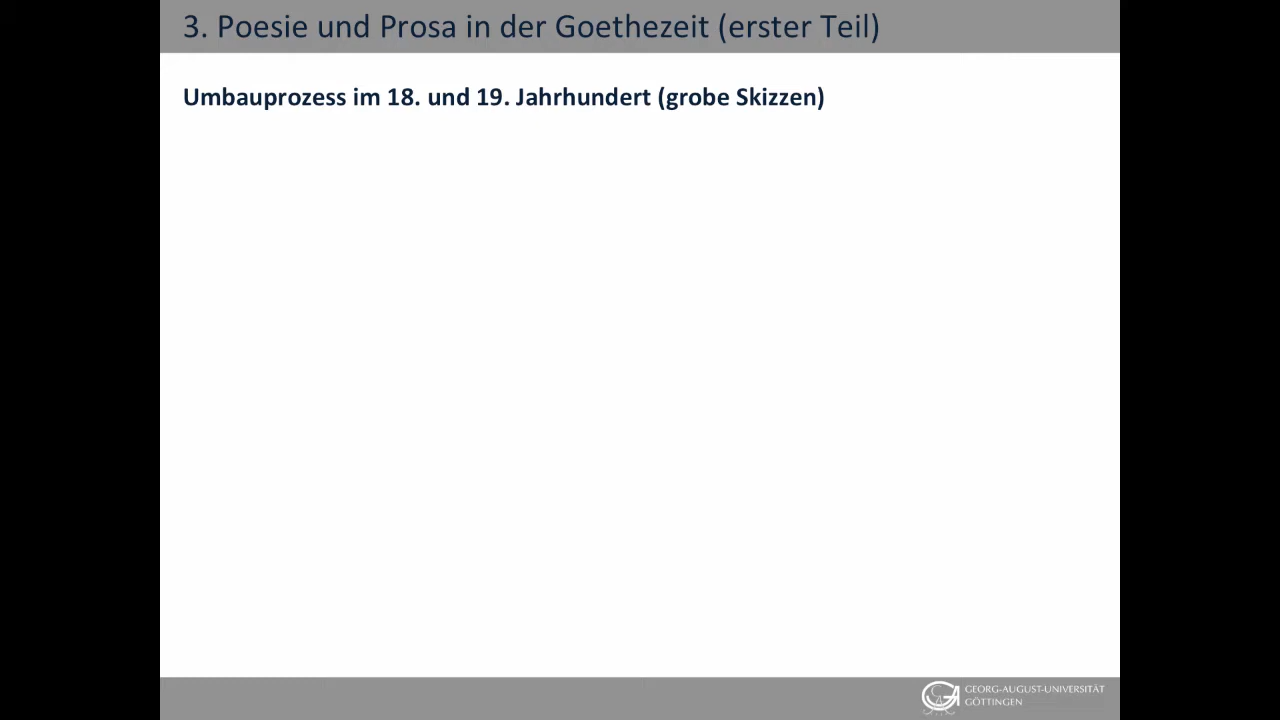 3. Poesie und Prosa in der Goethezeit (erster Teil)
Umbauprozess im 18. und 19. Jahrhundert (grobe Skizzen)
GEORG-AUGUST-UNIVERSITÄT
GÖTTINGEN